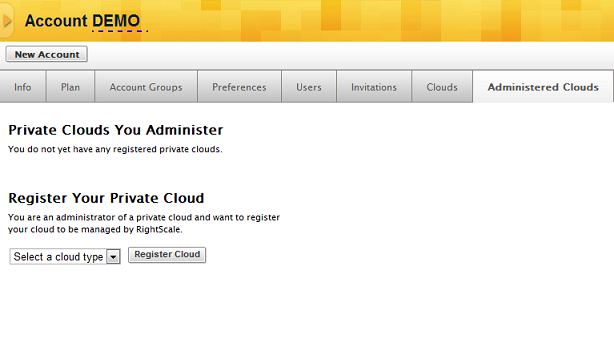 Account DEMO
New Account
Info Plan Account Groups Preferences Users Invitations Clouds Administered Clouds
Private Clouds You Administer
You do not yet have any registered private clouds.
Register Your Private Cloud
You are an administrator of a private cloud and want to register
your cloud to be managed by RightScale.
Select a cloud type Register Cloud